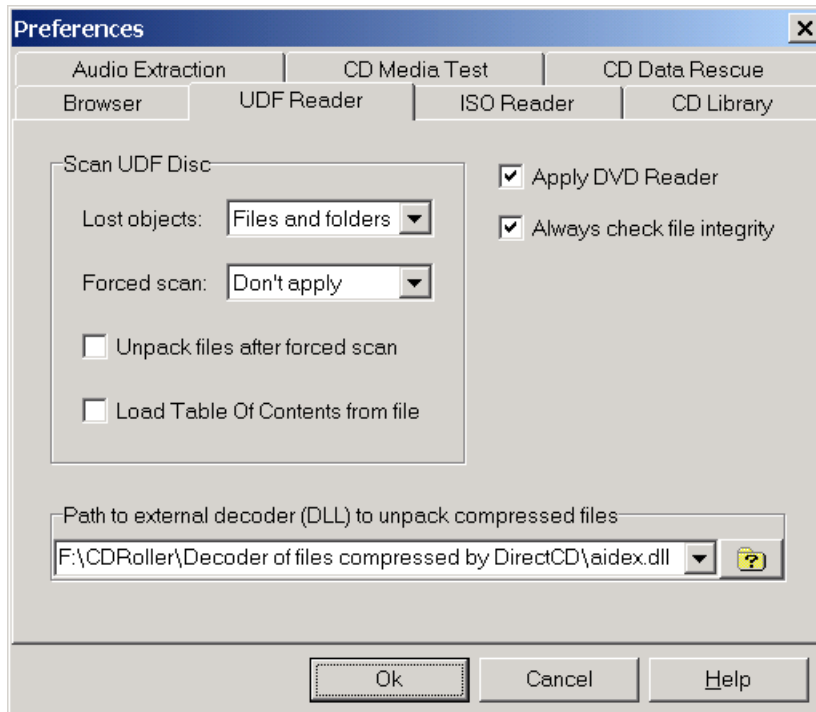 Preferences
Audio Extraction
CD Media Test
CD Data Rescue
Browser
UDF Reader
ISO Reader
CD Library
Scan UDF Disc
Lost objects: Files and folders
Forced scan: Don't apply
Unpack files after forced scan
Load Table Of Contents from file
Apply DVD Reader
Always check file integrity
Path to external decoder (DLL) to unpack compressed files
F:\CDRoller\Decoder of files compressed by DirectCD\aidex.dll
Ok
Cancel
Help